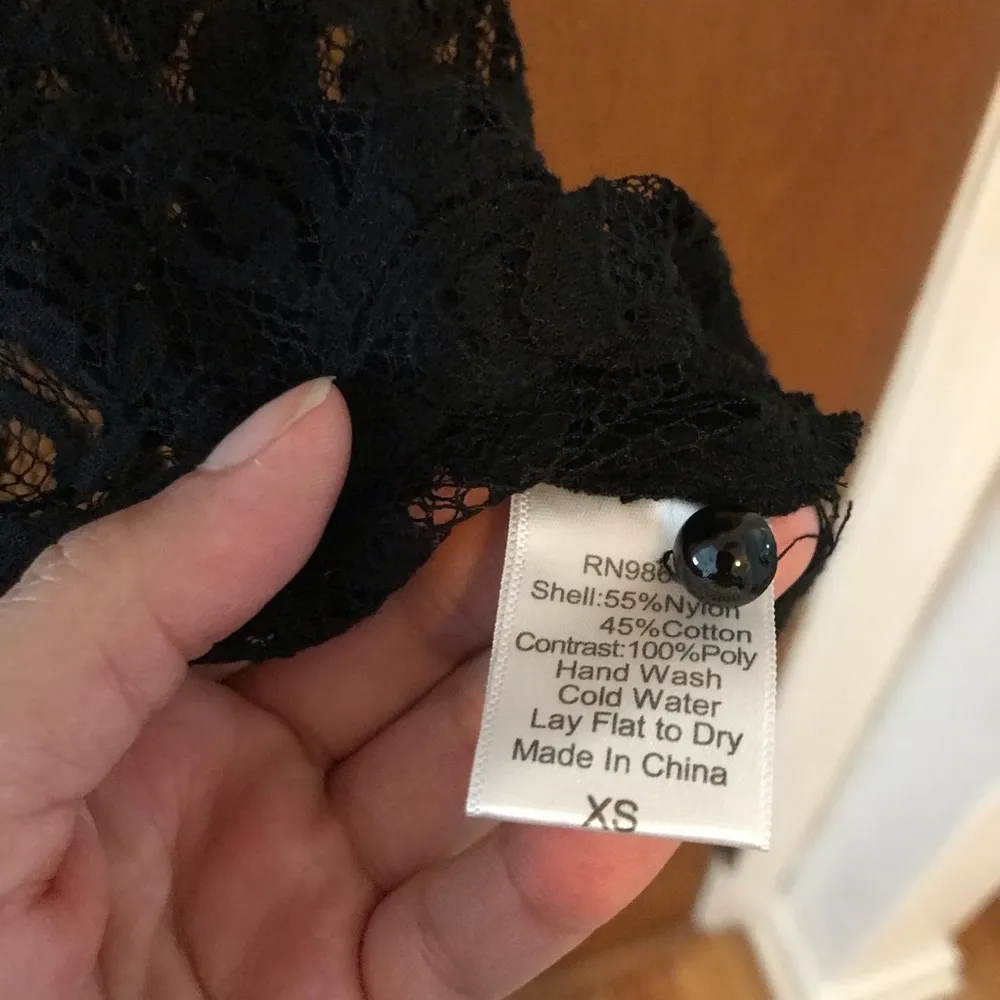 Shell:55%Nylon
45%Cotton
Contrast:100%Poly
Hand Wash
Cold Water
Lay Flat to Dry
Made In China
XS